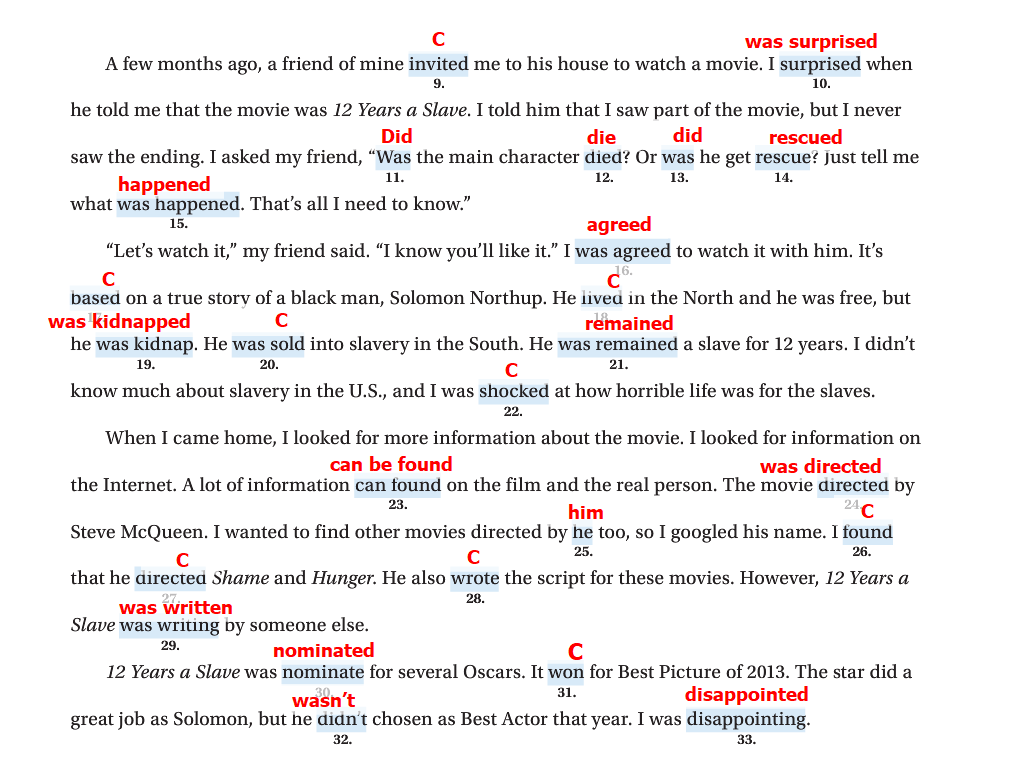 C was surprised
A few months ago, a friend of mine invited me to his house to watch a movie. I surprised when
9. 10.
he told me that the movie was 12 Years a Slave. I told him that I saw part of the movie, but I never
Did die did rescued
saw the ending. I asked my friend, “Was the main character died? Or was he get rescue? Just tell me
11. 12. 13. 14.
happened
what was happened. That’s all I need to know.”
15.
agreed
“Let’s watch it,” my friend said. “I know you’ll like it.” I was agreed to watch it with him. It’s
16.
C C
based on a true story of a black man, Solomon Northup. He lived in the North and he was free, but
17. 18.
was kidnapped C remained
he was kidnap. He was sold into slavery in the South. He was remained a slave for 12 years. I didn’t
19. 20. 21.
C
know much about slavery in the U.S., and I was shocked at how horrible life was for the slaves.
22.
When I came home, I looked for more information about the movie. I looked for information on
can be found was directed
the Internet. A lot of information can found on the film and the real person. The movie directed by
23. 24.
him C
Steve McQueen. I wanted to find other movies directed by he too, so I googled his name. I found
25. 26.
C C
that he directed Shame and Hunger. He also wrote the script for these movies. However, 12 Years a
27. 28.
was written
Slave was writing by someone else.
29.
nominated C
12 Years a Slave was nominate for several Oscars. It won for Best Picture of 2013. The star did a
30. 31.
wasn’t disappointed
great job as Solomon, but he didn’t chosen as Best Actor that year. I was disappointing.
32. 33.